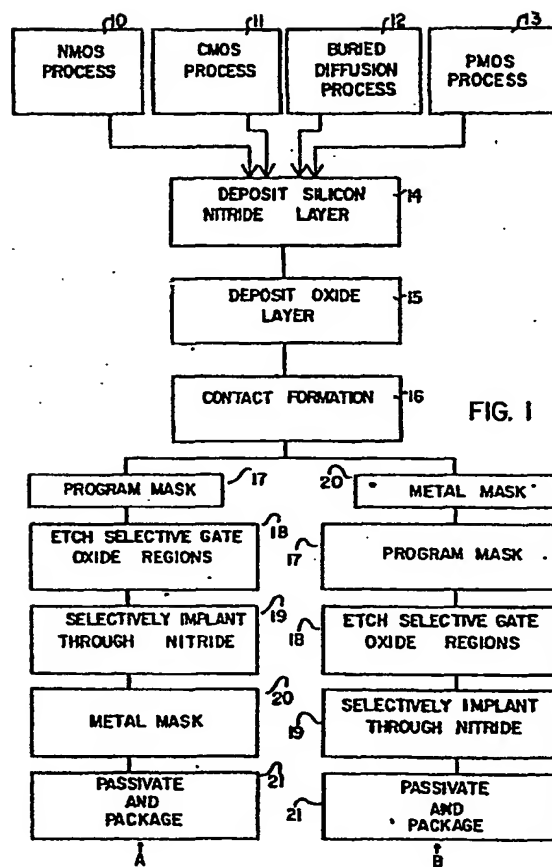 10
NMOS
PROCESS
11
CMOS
PROCESS
12
BURIED
DIFFUSION
PROCESS
13
PMOS
PROCESS
DEPOSIT SILICON
NITRIDE LAYER
14
DEPOSIT OXIDE
LAYER
15
CONTACT FORMATION
16
FIG. 1
PROGRAM MASK
17
ETCH SELECTIVE GATE
OXIDE REGIONS
18
SELECTIVELY IMPLANT
THROUGH NITRIDE
19
METAL MASK
20
PASSIVATE
AND
PACKAGE
21
A
20
METAL MASK
17
PROGRAM MASK
18
ETCH SELECTIVE GATE
OXIDE REGIONS
19
SELECTIVELY IMPLANT
THROUGH NITRIDE
21
PASSIVATE
AND
PACKAGE
B